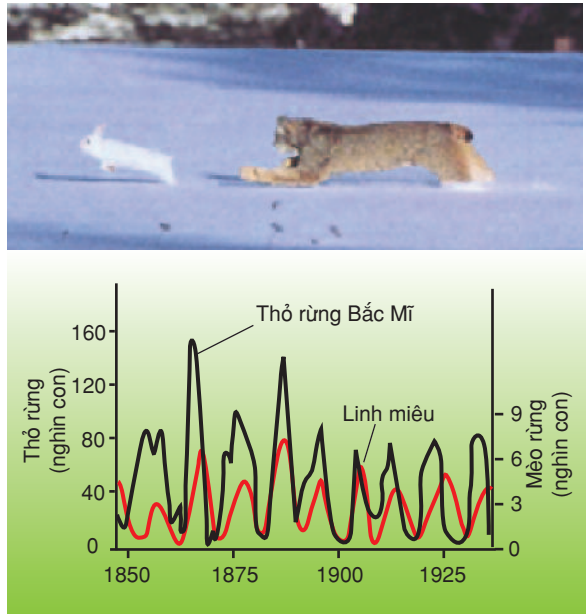 Thỏ rừng Bắc Mĩ
Linh miêu
Thỏ rừng
(nghìn con)
160
120
80
40
0
Mèo rừng
(nghìn con)
9
6
3
0
1850
1875
1900
1925